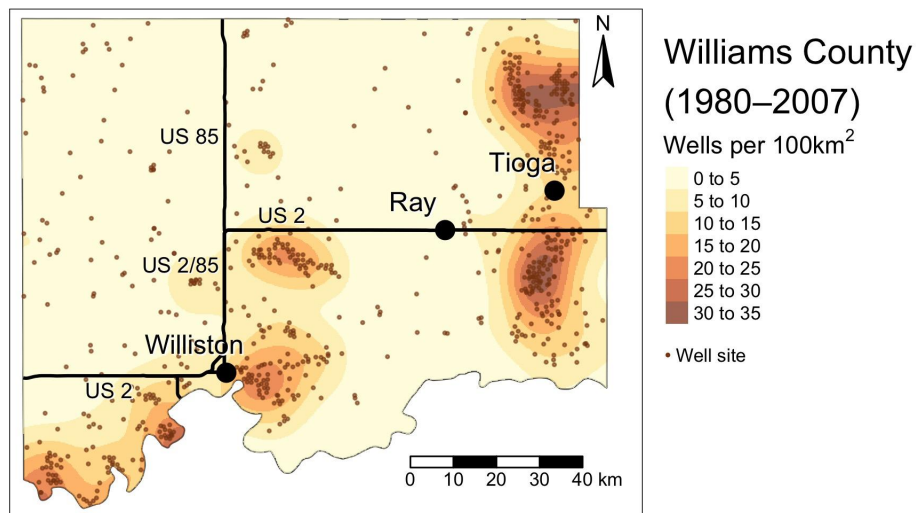 N
Williams County
(1980–2007)
Wells per 100km²
0 to 5
5 to 10
10 to 15
15 to 20
20 to 25
25 to 30
30 to 35
Well site
US 85
Tioga
Ray
US 2
US 2/85
Williston
US 2
0 10 20 30 40 km